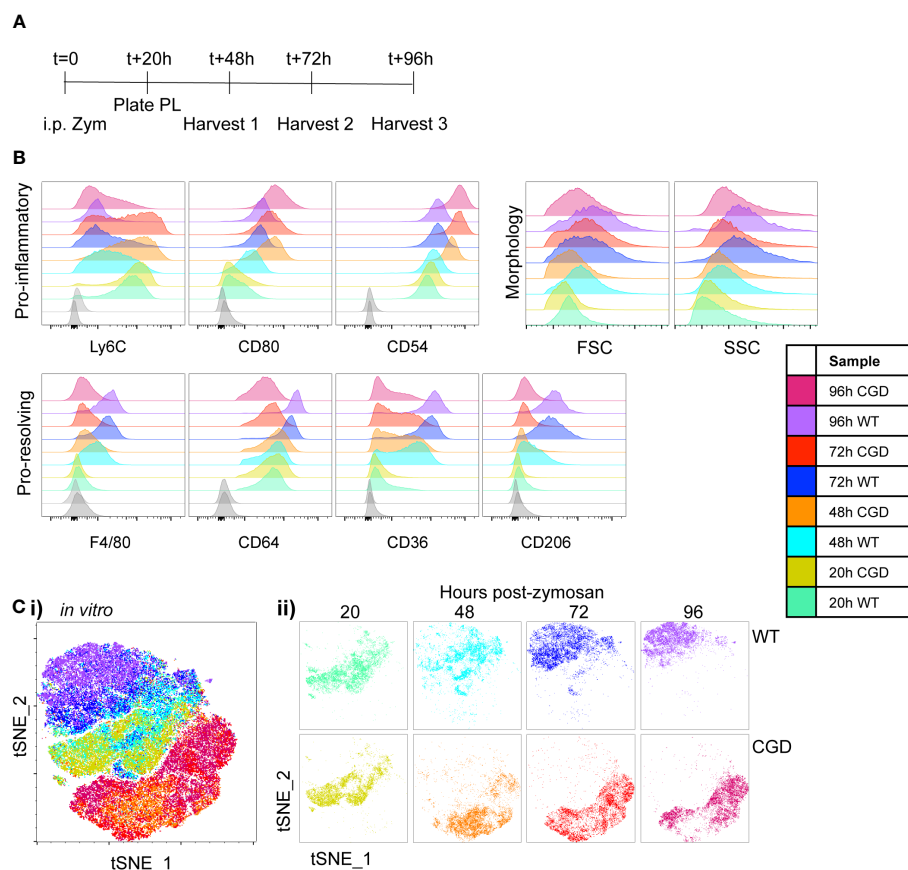 A
t=0 t+20h t+48h t+72h t+96h
Plate PL
i.p. Zym Harvest 1 Harvest 2 Harvest 3
B
Pro-inflammatory
Ly6C CD80 CD54
Morphology
FSC SSC
Pro-resolving
F4/80 CD64 CD36 CD206
Sample
96h CGD
96h WT
72h CGD
72h WT
48h CGD
48h WT
20h CGD
20h WT
C i) in vitro
tSNE_2
tSNE_1
ii) Hours post-zymosan
20 48 72 96
WT
CGD
tSNE_2
tSNE_1